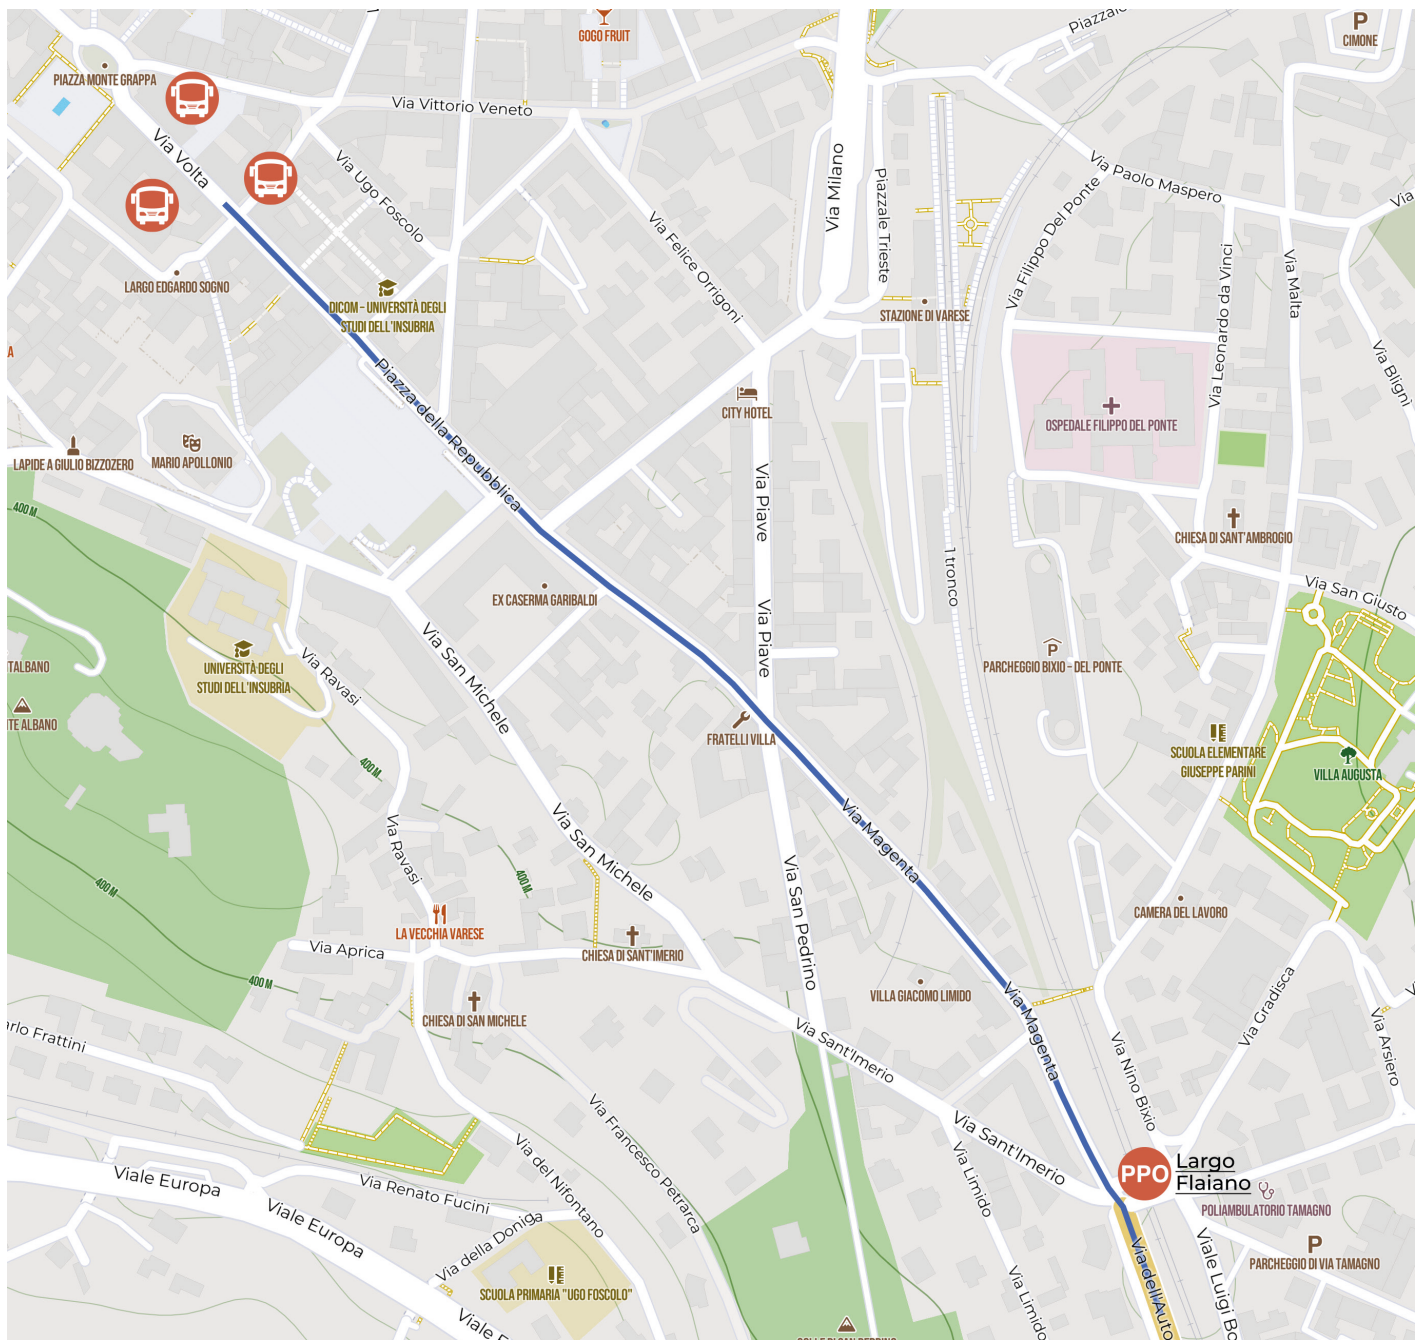 GOGO FRUIT
Piazzale
P
CIMONE
PIAZZA MONTE GRAPPA
Via Vittorio Veneto
Via Volta
Via Ugo Foscolo
Via Milano
Piazzale Trieste
Via Paolo Maspero
Via Filippo Del Ponte
Via
Via Felice Orrigoni
Via Leonardo da Vinci
Via Malta
LARGO EDGARDO SOGNO
DICOM - UNIVERSITÀ DEGLI
STUDI DELL'INSUBRIA
STAZIONE DI VARESE
Via Bligni
A
Piazza della Repubblica
CITY HOTEL
OSPEDALE FILIPPO DEL PONTE
LAPIDE A GIULIO BIZZOZERO
MARIO APOLLONIO
400 M
Via Piave
1 tronco
CHIESA DI SANT'AMBROGIO
Via San Giusto
EX CASERMA GARIBALDI
Via Piave
Via San Michele
Via Ravasi
UNIVERSITÀ DEGLI
STUDI DELL'INSUBRIA
TALBANO
P
PARCHEGGIO BIXIO - DEL PONTE
TE ALBANO
FRATELLI VILLA
SCUOLA ELEMENTARE
GIUSEPPE PARINI
VILLA AUGUSTA
400 M
Via Magenta
Via San Michele
Via Ravasi
400 M
400 M
Via San Pedrino
LA VECCHIA VARESE
CAMERA DEL LAVORO
Via Aprica
CHIESA DI SANT'IMERIO
400 M
VILLA GIACOMO LIMIDO
Via Magenta
Via Gradisca
CHIESA DI SAN MICHELE
rlo Frattini
Via Sant'Imerio
Via Nino Bixio
Via Arsiero
Via Francesco Petrarca
Via Sant'Imerio
Via del Nifontano
Via Limido
PPO
Largo
Flaiano
Viale Europa
Via Renato Fucini
POLIAMBULATORIO TAMAGNO
Viale Europa
Via della Doniga
Via dell'Auto
Viale Luigi Bo
P
PARCHEGGIO DI VIA TAMAGNO
SCUOLA PRIMARIA "UGO FOSCOLO"
Via Limido
Viale E
COLLE DI SAN PEDRINO